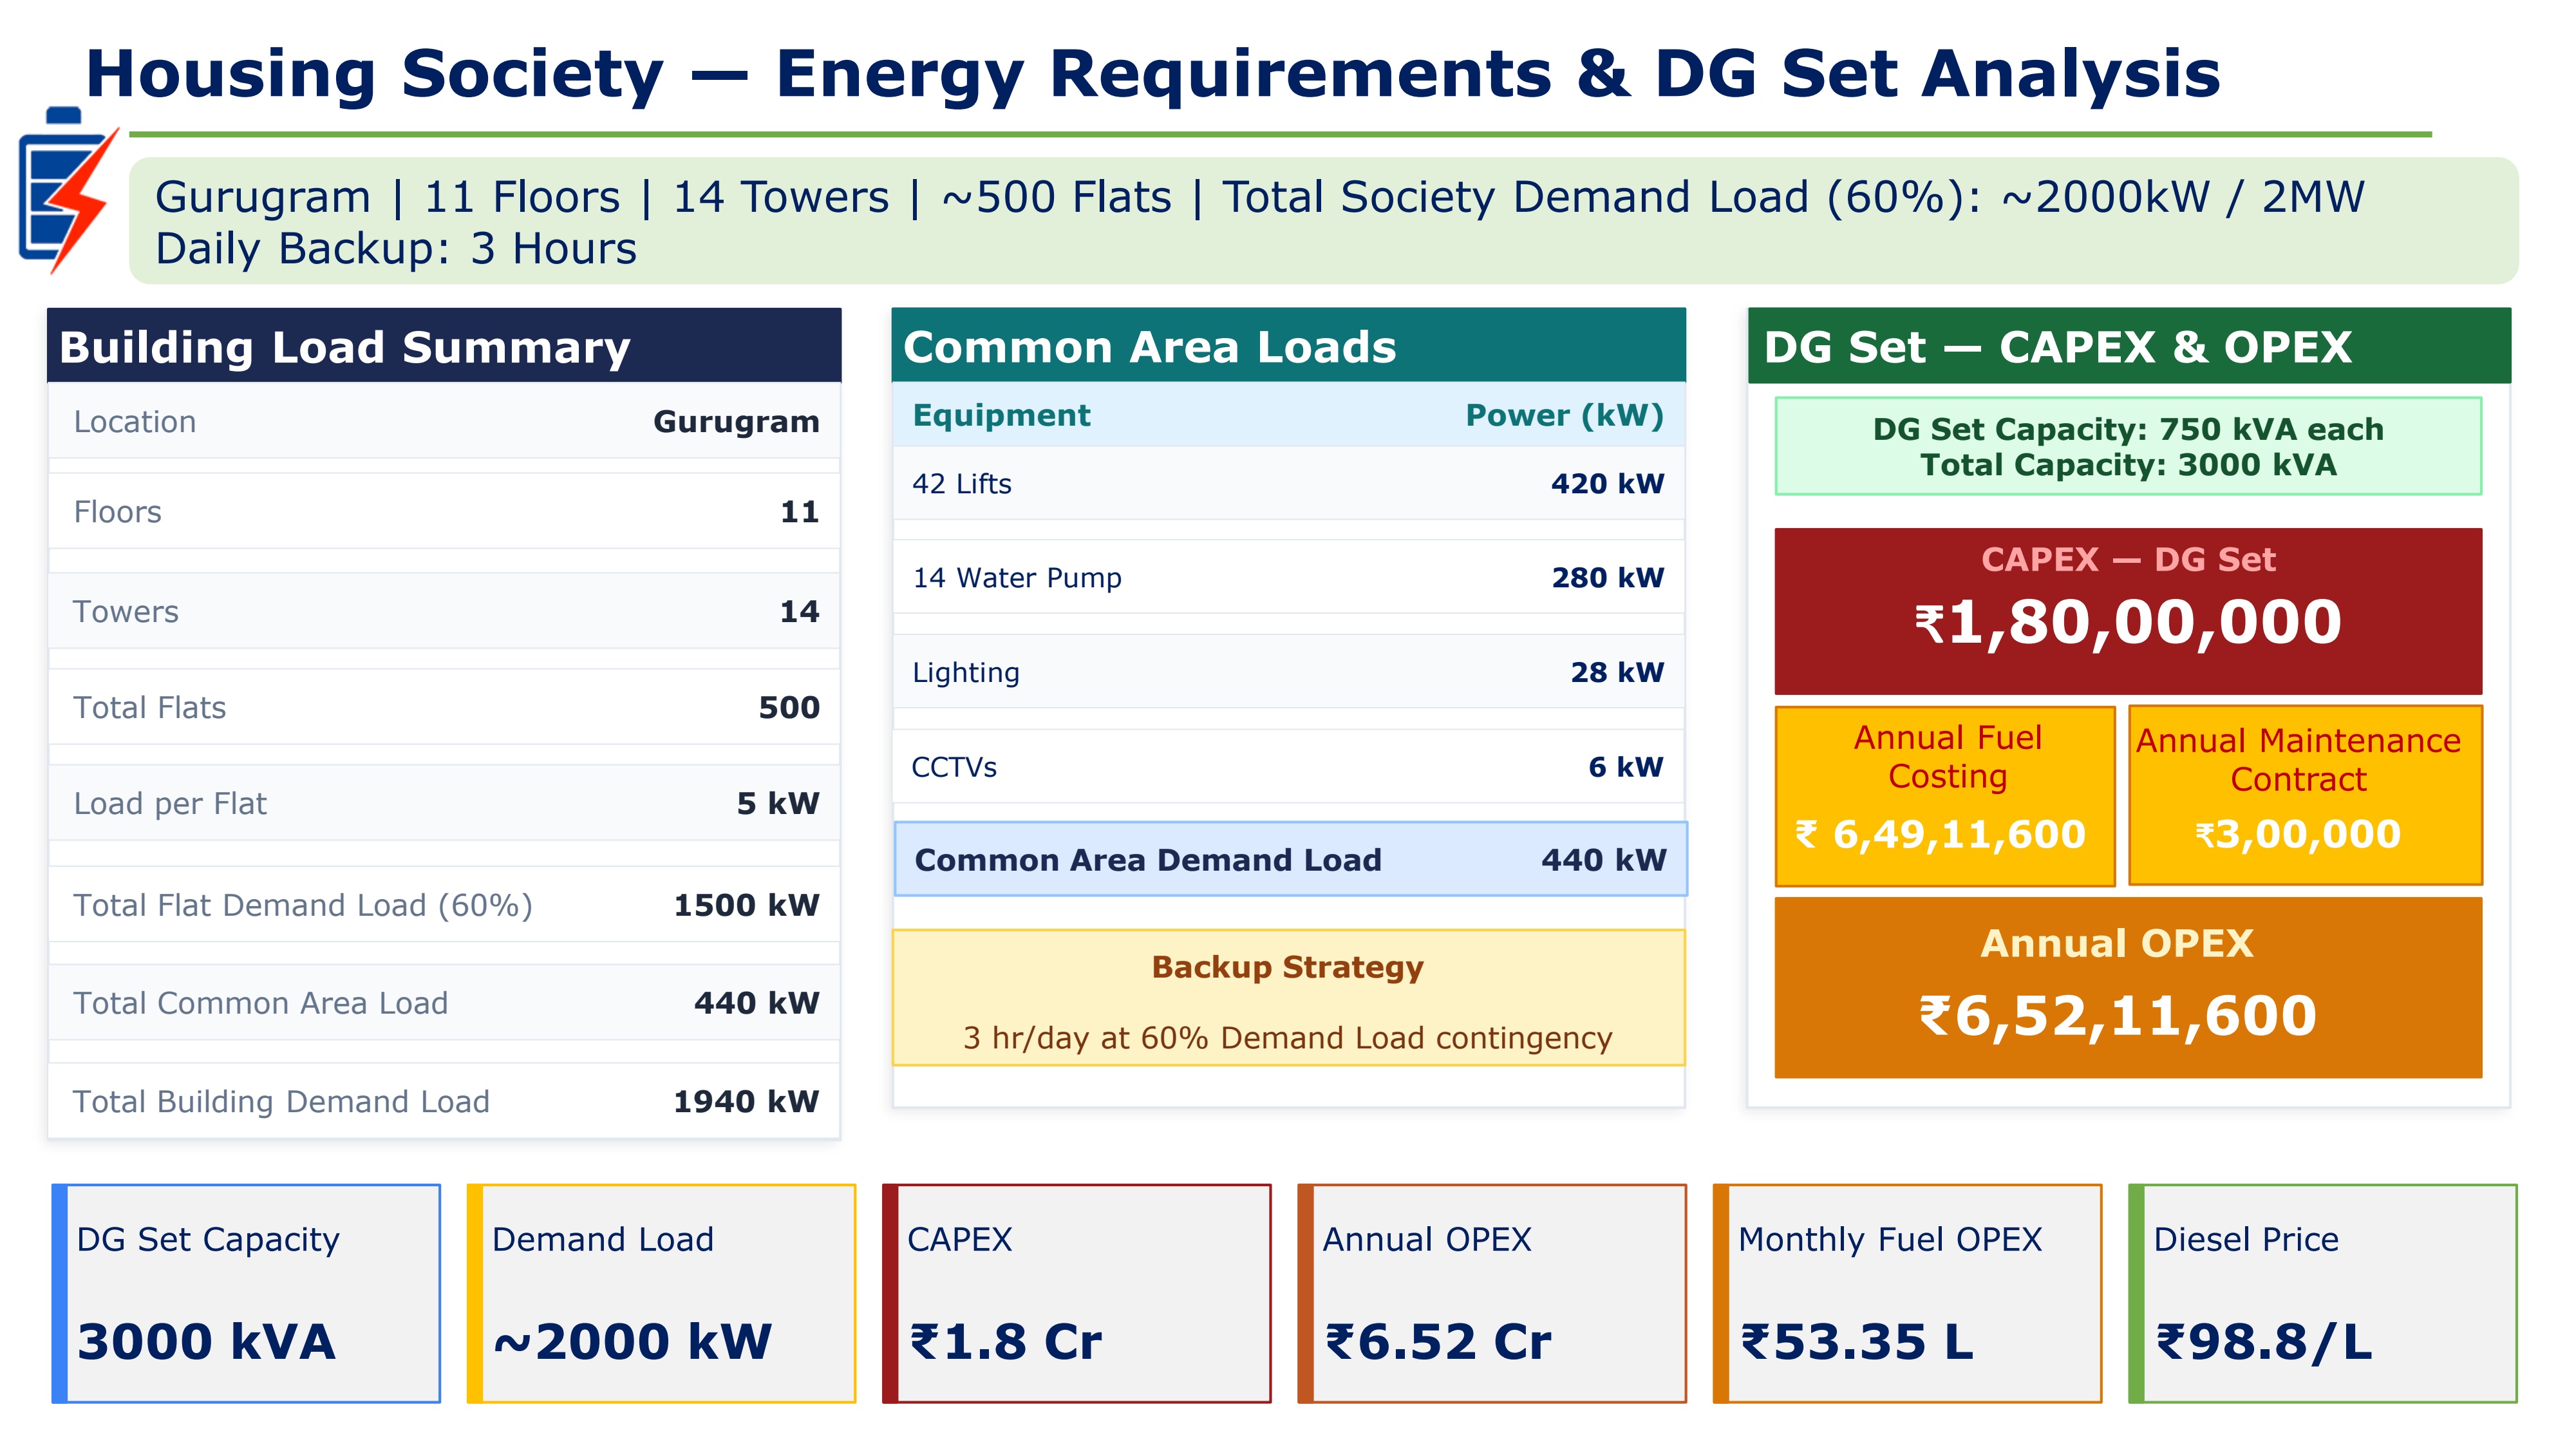 Housing Society — Energy Requirements & DG Set Analysis
Gurugram | 11 Floors | 14 Towers | ~500 Flats | Total Society Demand Load (60%): ~2000kW / 2MW
Daily Backup: 3 Hours
Building Load Summary
Location Gurugram
Floors 11
Towers 14
Total Flats 500
Load per Flat 5 kW
Total Flat Demand Load (60%) 1500 kW
Total Common Area Load 440 kW
Total Building Demand Load 1940 kW
Common Area Loads
Equipment Power (kW)
42 Lifts 420 kW
14 Water Pump 280 kW
Lighting 28 kW
CCTVs 6 kW
Common Area Demand Load 440 kW
Backup Strategy
3 hr/day at 60% Demand Load contingency
DG Set — CAPEX & OPEX
DG Set Capacity: 750 kVA each
Total Capacity: 3000 kVA
CAPEX — DG Set
₹1,80,00,000
Annual Fuel
Costing
₹ 6,49,11,600
Annual Maintenance
Contract
₹3,00,000
Annual OPEX
₹6,52,11,600
DG Set Capacity
3000 kVA
Demand Load
~2000 kW
CAPEX
₹1.8 Cr
Annual OPEX
₹6.52 Cr
Monthly Fuel OPEX
₹53.35 L
Diesel Price
₹98.8/L